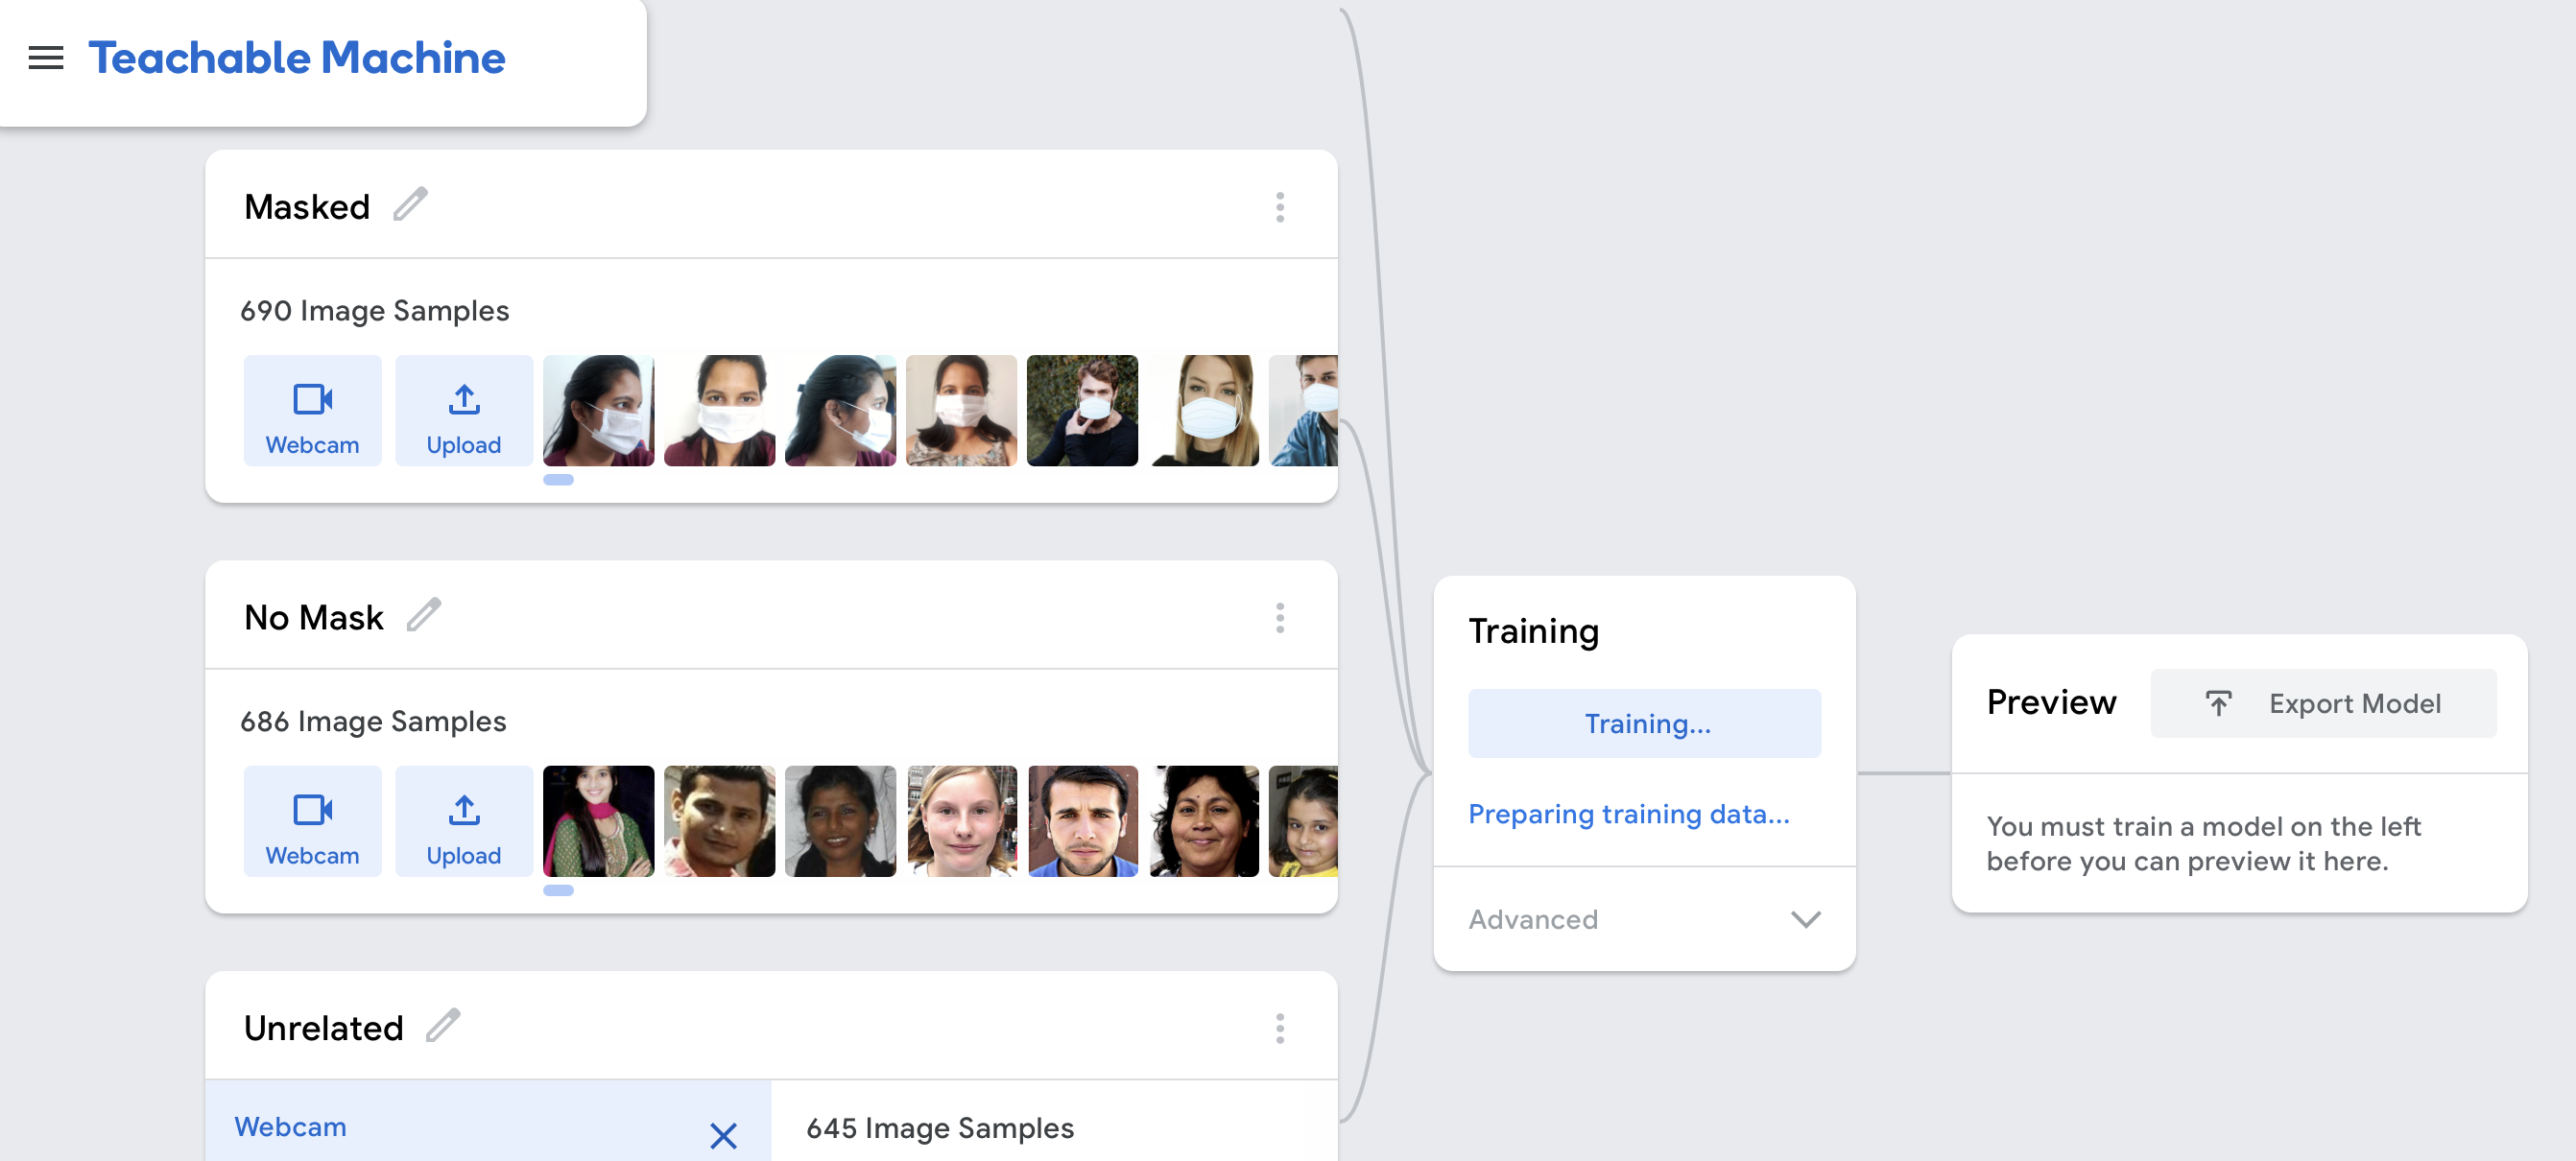 Teachable Machine
Masked
690 Image Samples
Webcam
Upload
No Mask
686 Image Samples
Webcam
Upload
Unrelated
Webcam
645 Image Samples
Training
Training...
Preparing training data...
Advanced
Preview
Export Model
You must train a model on the left
before you can preview it here.